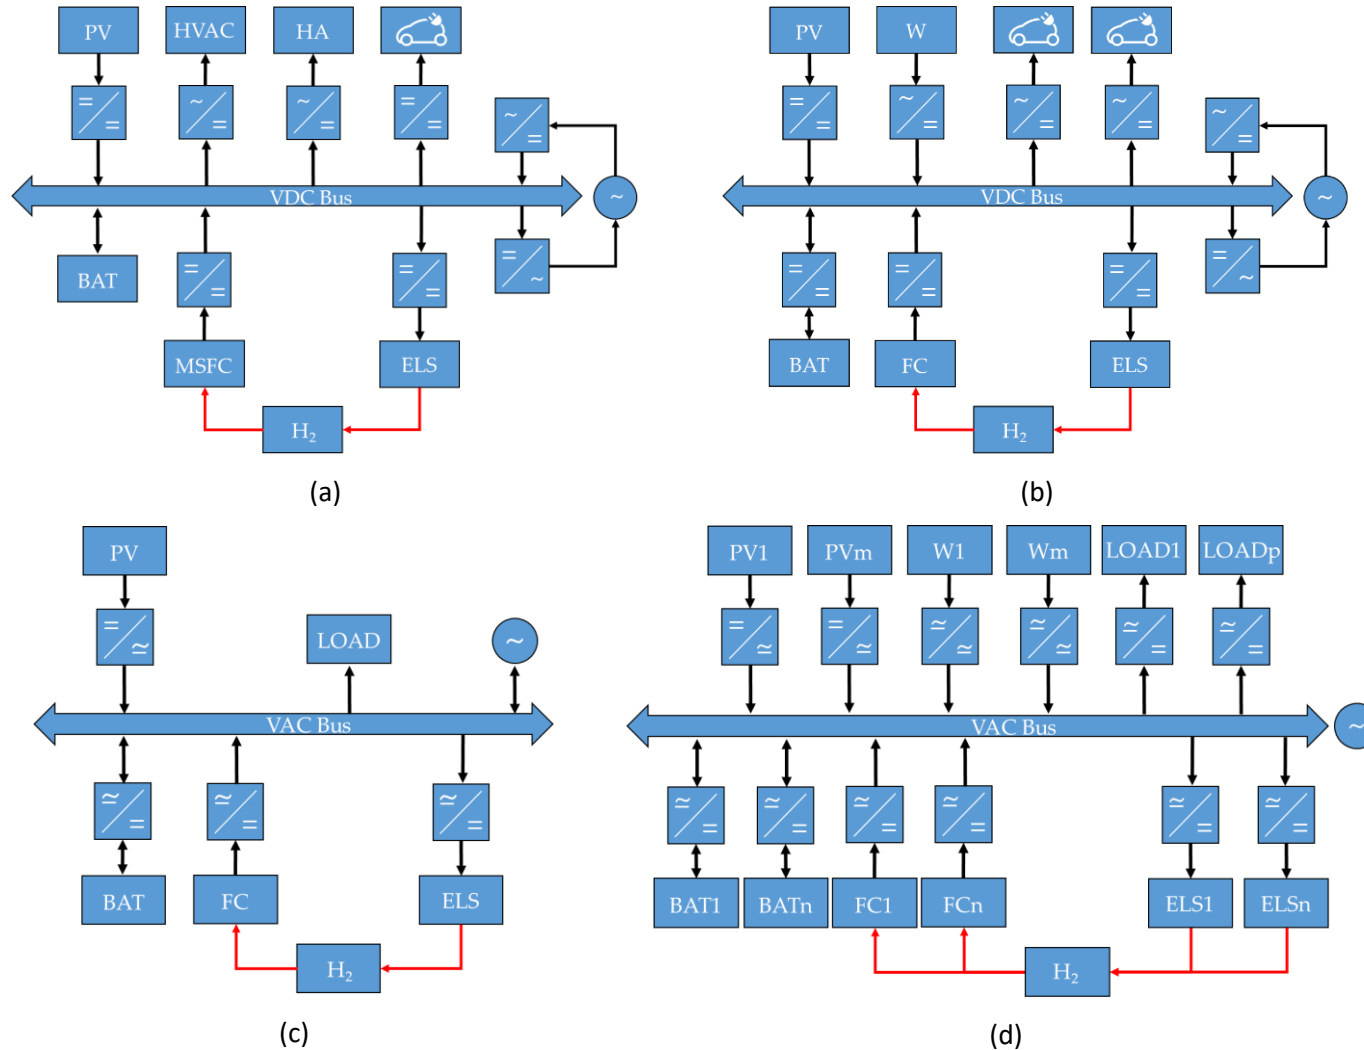 PV HVAC HA
= = ~ = ~ = = = ~ =
VDC Bus ~
BAT = = = = = ~
MSFC ELS
H₂
(a)
PV W
= = ~ = ~ = ~ = ~ =
VDC Bus ~
= = = = = = = ~
BAT FC ELS
H₂
(b)
PV
= ≃
LOAD ~
VAC Bus
≃ = ≃ = ≃ =
BAT FC ELS
H₂
(c)
PV1 PVm W1 Wm LOAD1 LOADp
= ≃ = ≃ ≃ ≃ ≃ ≃ ≃ = ≃ =
VAC Bus ~
≃ = ≃ = ≃ = ≃ = ≃ = ≃ =
BAT1 BATn FC1 FCn ELS1 ELSn
H₂
(d)